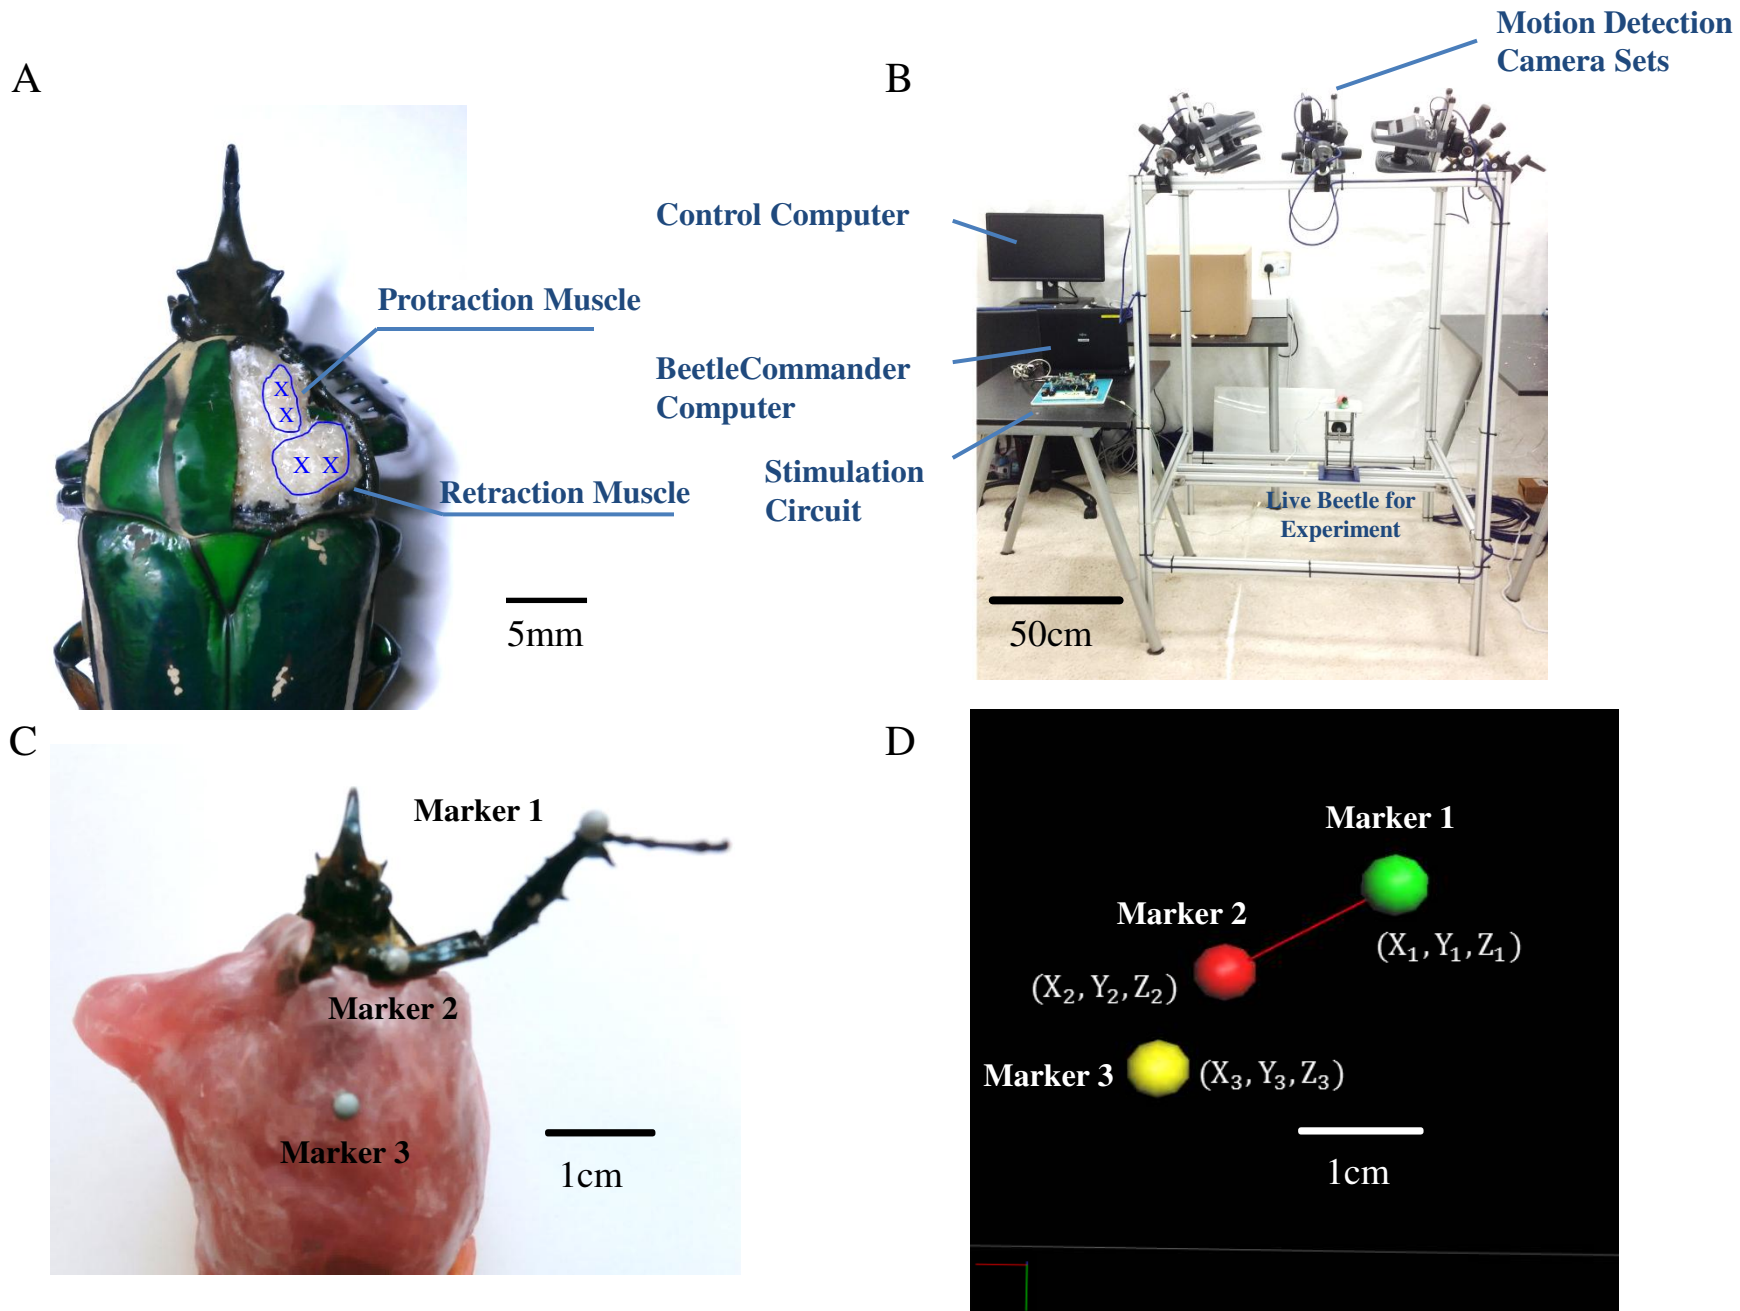 A
Protraction Muscle
X
X
X X
Retraction Muscle
5mm
B
Motion Detection
Camera Sets
Control Computer
BeetleCommander
Computer
Stimulation
Circuit
Live Beetle for
Experiment
50cm
C
Marker 1
Marker 2
Marker 3
1cm
D
Marker 1
(X₁, Y₁, Z₁)
Marker 2
(X₂, Y₂, Z₂)
Marker 3
(X₃, Y₃, Z₃)
1cm